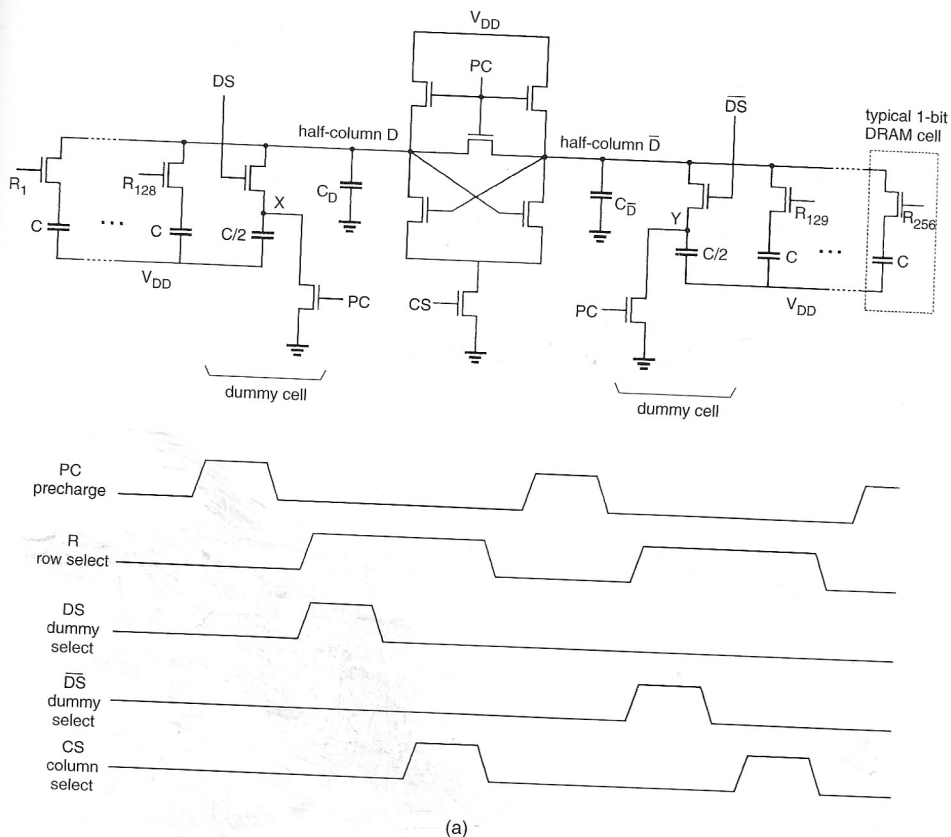 V_DD
PC
DS
D̅S̅
typical 1-bit
DRAM cell
half-column D
half-column D̅
R_1
R_128
X
C_D
C_D̅
Y
R_129
R_256
C
...
C
C/2
C/2
C
...
C
V_DD
V_DD
PC
CS
PC
dummy cell
dummy cell
PC
precharge
R
row select
DS
dummy
select
D̅S̅
dummy
select
CS
column
select
(a)